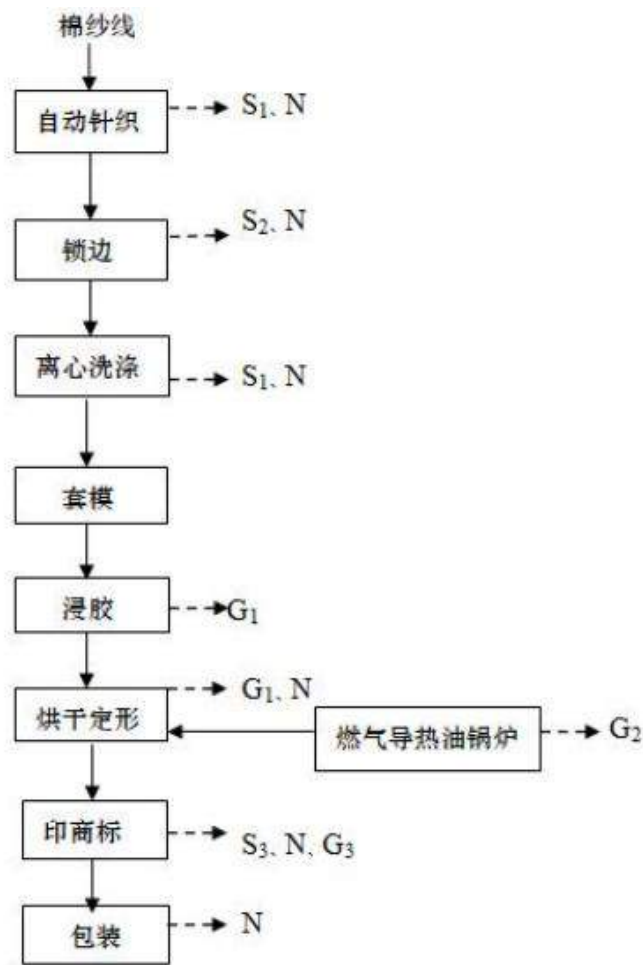 棉纱线
自动针织
S₁、N
锁边
S₂、N
离心洗涤
S₁、N
套模
浸胶
G₁
G₁、N
烘干定形
燃气导热油锅炉
G₂
印商标
S₃、N、G₃
包装
N